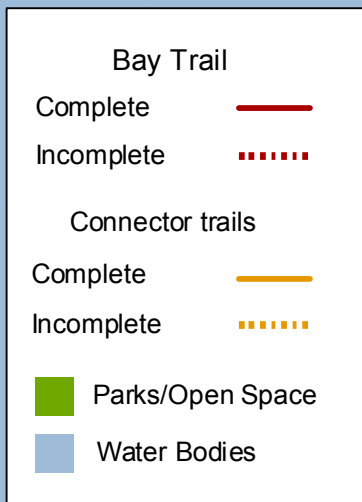 Bay Trail
Complete
Incomplete
Connector trails
Complete
Incomplete
Parks/Open Space
Water Bodies